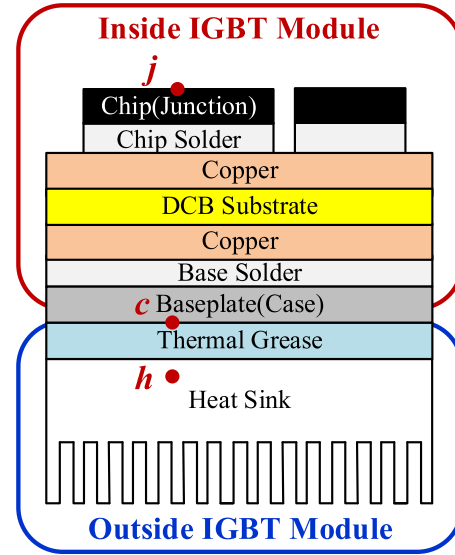 Inside IGBT Module
j
Chip(Junction)
Chip Solder
Copper
DCB Substrate
Copper
Base Solder
c Baseplate(Case)
Thermal Grease
h
Heat Sink
Outside IGBT Module